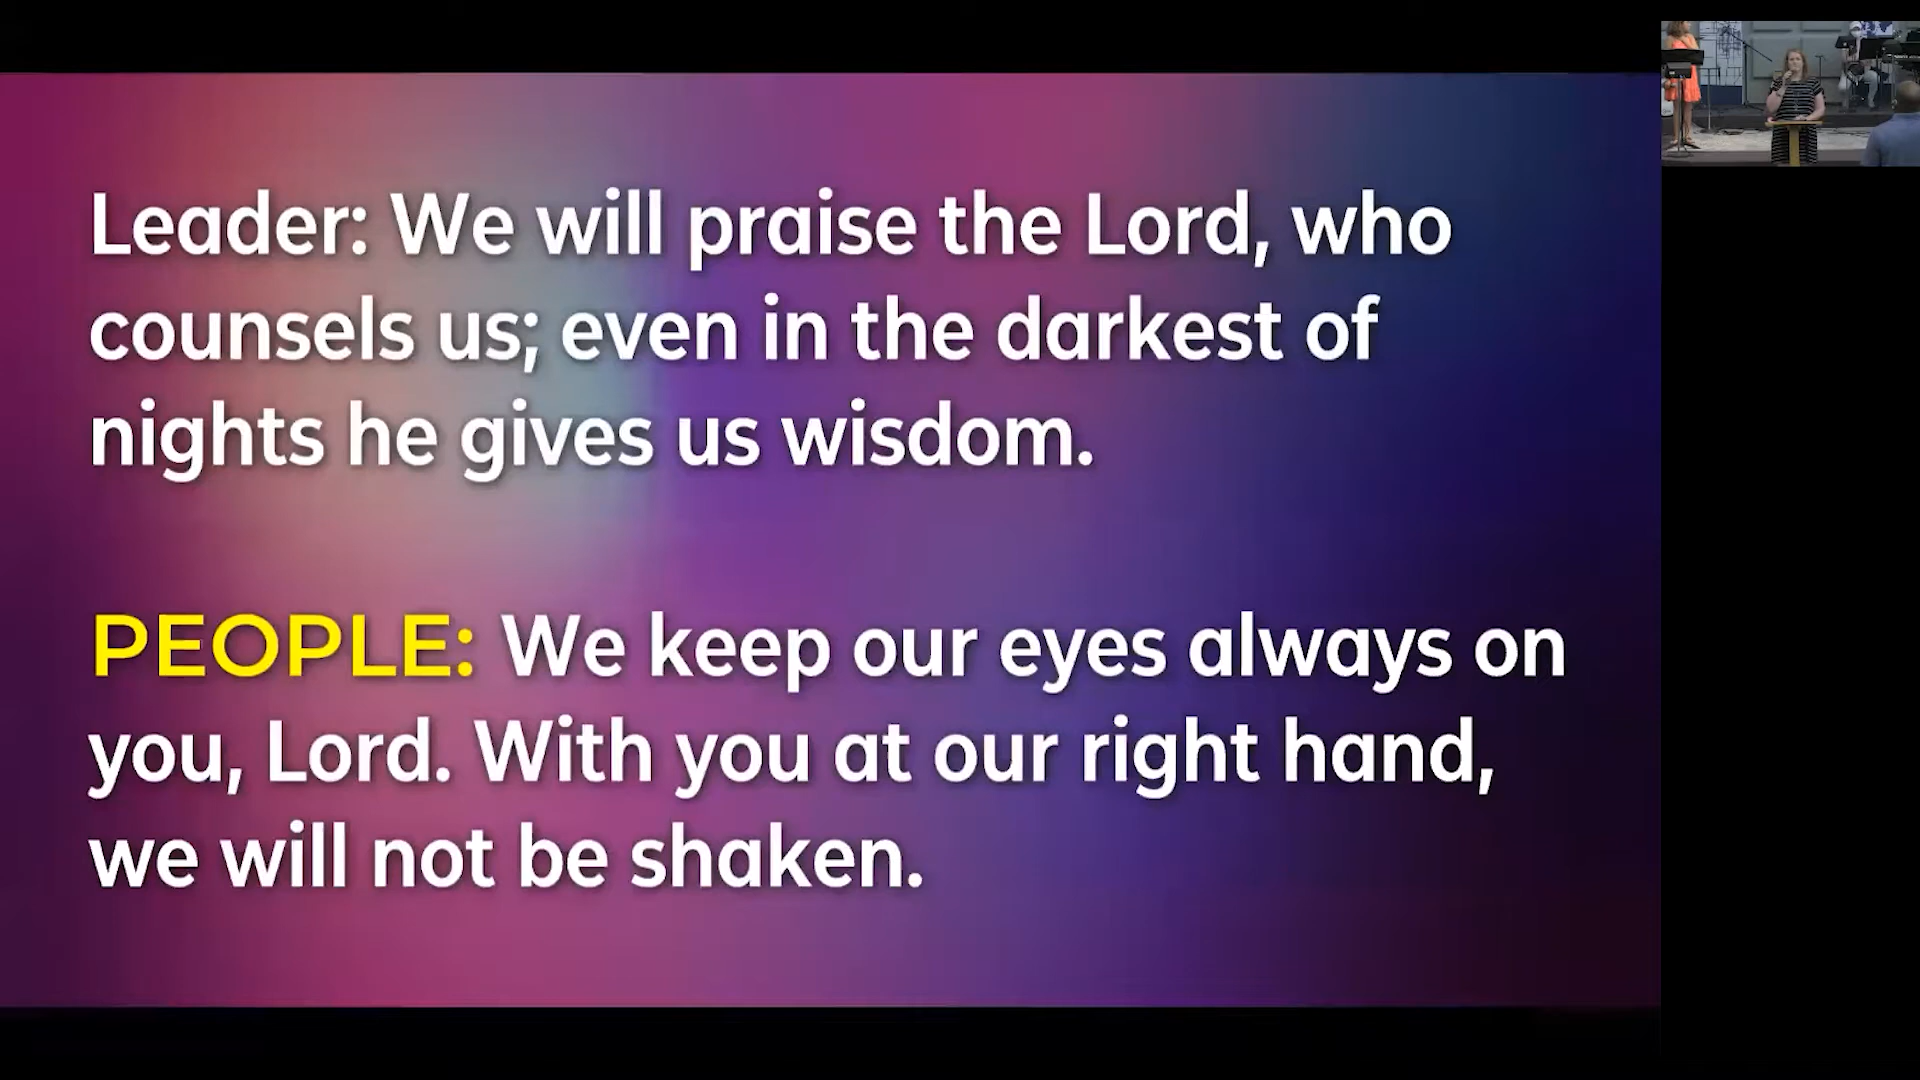 Leader: We will praise the Lord, who
counsels us; even in the darkest of
nights he gives us wisdom.
PEOPLE: We keep our eyes always on
you, Lord. With you at our right hand,
we will not be shaken.